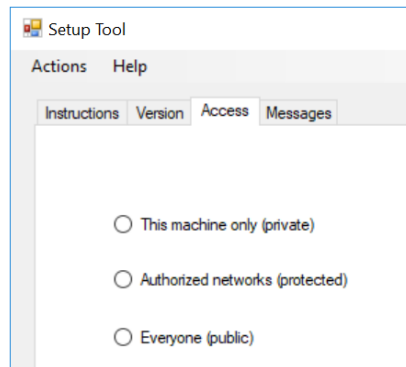 Setup Tool
Actions Help
Instructions Version Access Messages
This machine only (private)
Authorized networks (protected)
Everyone (public)